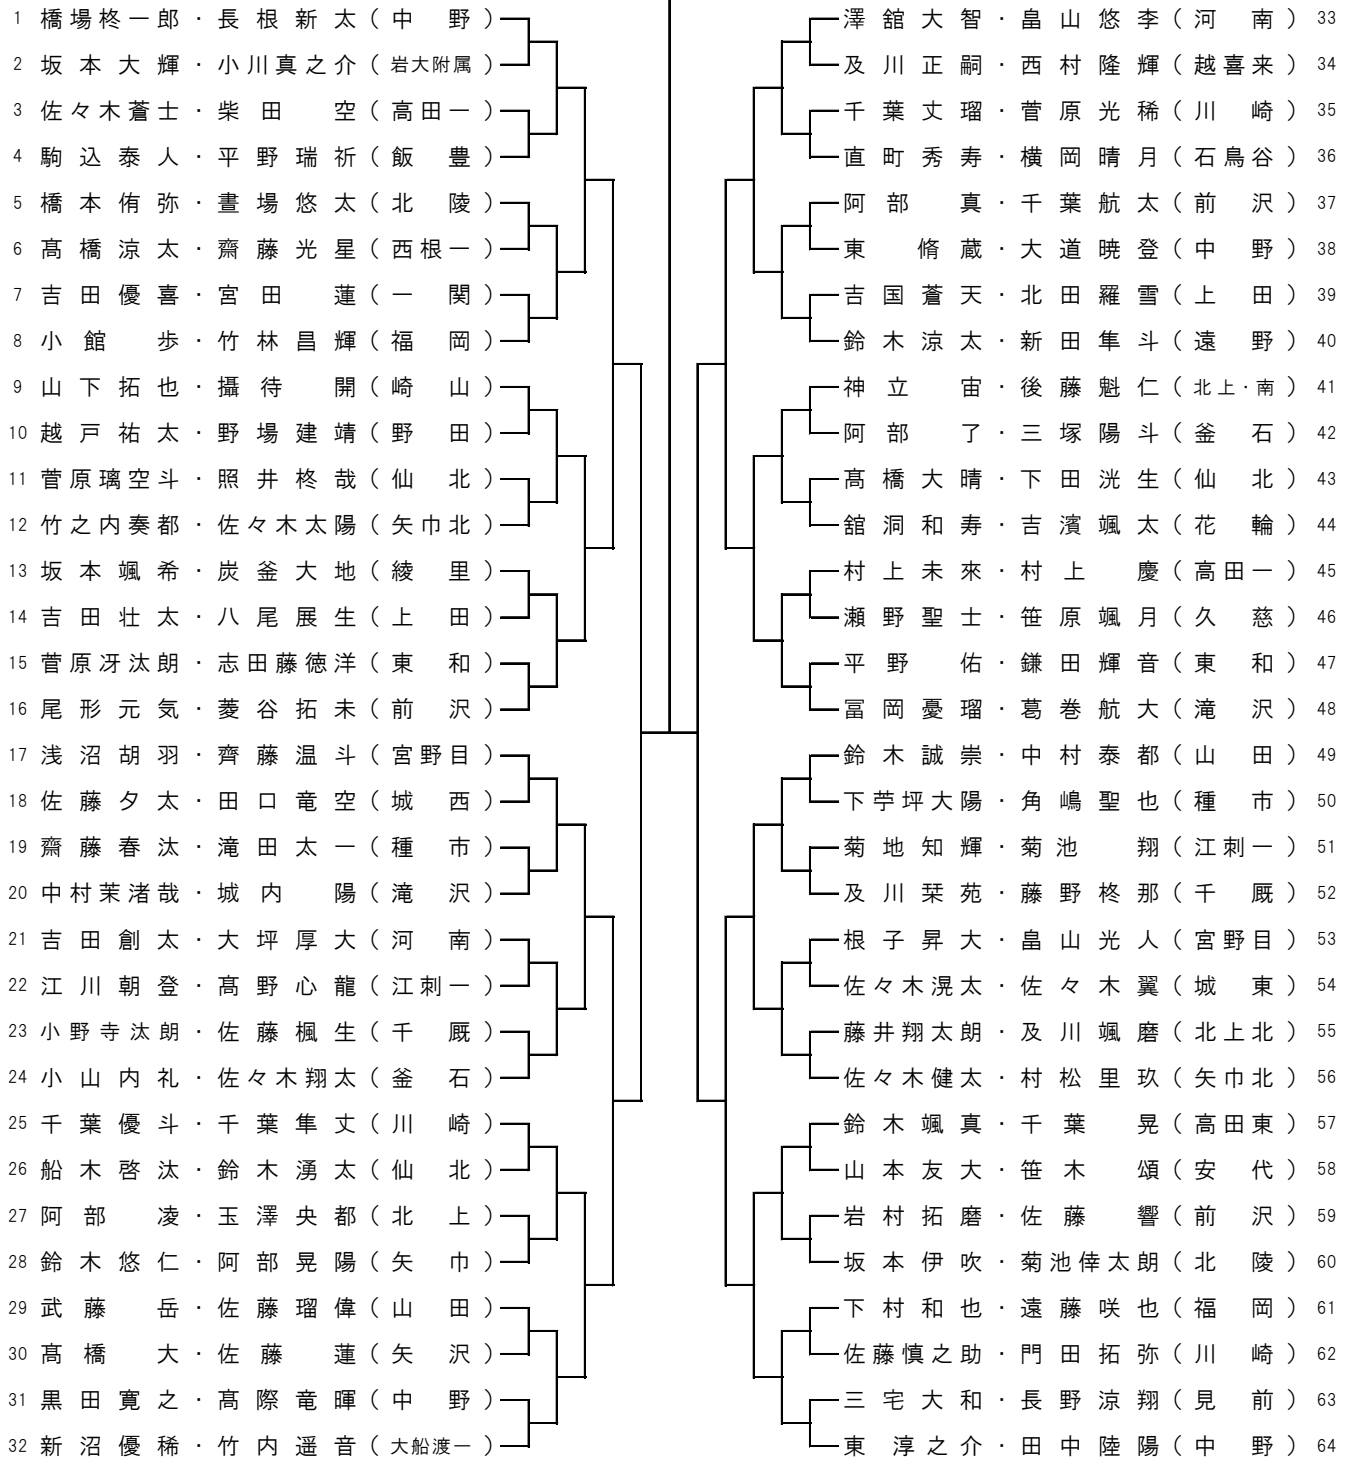 1 橋場柊一郎・長根新太（中野）
2 坂本大輝・小川真之介（岩大附属）
3 佐々木蒼士・柴田空（高田一）
4 駒込泰人・平野瑞祈（飯豊）
5 橋本侑弥・晝場悠太（北陵）
6 髙橋涼太・齋藤光星（西根一）
7 吉田優喜・宮田蓮（一関）
8 小館歩・竹林昌輝（福岡）
9 山下拓也・攝待開（崎山）
10 越戸祐太・野場建靖（野田）
11 菅原璃空斗・照井柊哉（仙北）
12 竹之内奏都・佐々木太陽（矢巾北）
13 坂本颯希・炭釜大地（綾里）
14 吉田壮太・八尾展生（上田）
15 菅原冴汰朗・志田藤徳洋（東和）
16 尾形元気・菱谷拓未（前沢）
17 浅沼胡羽・齊藤温斗（宮野目）
18 佐藤夕太・田口竜空（城西）
19 齋藤春汰・滝田太一（種市）
20 中村茉渚哉・城内陽（滝沢）
21 吉田創太・大坪厚大（河南）
22 江川朝登・髙野心龍（江刺一）
23 小野寺汰朗・佐藤楓生（千厩）
24 小山内礼・佐々木翔太（釜石）
25 千葉優斗・千葉隼丈（川崎）
26 船木啓汰・鈴木湧太（仙北）
27 阿部凌・玉澤央都（北上）
28 鈴木悠仁・阿部晃陽（矢巾）
29 武藤岳・佐藤瑠偉（山田）
30 髙橋大・佐藤蓮（矢沢）
31 黒田寛之・髙際竜暉（中野）
32 新沼優稀・竹内遥音（大船渡一）
澤舘大智・畠山悠李（河南）33
及川正嗣・西村隆輝（越喜来）34
千葉丈瑠・菅原光稀（川崎）35
直町秀寿・横岡晴月（石鳥谷）36
阿部真・千葉航太（前沢）37
東脩蔵・大道暁登（中野）38
吉国蒼天・北田羅雪（上田）39
鈴木涼太・新田隼斗（遠野）40
神立宙・後藤魁仁（北上・南）41
阿部了・三塚陽斗（釜石）42
髙橋大晴・下田洸生（仙北）43
舘洞和寿・吉濱颯太（花輪）44
村上未來・村上慶（高田一）45
瀬野聖士・笹原颯月（久慈）46
平野佑・鎌田輝音（東和）47
冨岡憂瑠・葛巻航大（滝沢）48
鈴木誠崇・中村泰都（山田）49
下苧坪大陽・角嶋聖也（種市）50
菊地知輝・菊池翔（江刺一）51
及川栞苑・藤野柊那（千厩）52
根子昇大・畠山光人（宮野目）53
佐々木滉太・佐々木翼（城東）54
藤井翔太朗・及川颯磨（北上北）55
佐々木健太・村松里玖（矢巾北）56
鈴木颯真・千葉晃（高田東）57
山本友大・笹木頌（安代）58
岩村拓磨・佐藤響（前沢）59
坂本伊吹・菊池倖太朗（北陵）60
下村和也・遠藤咲也（福岡）61
佐藤慎之助・門田拓弥（川崎）62
三宅大和・長野涼翔（見前）63
東淳之介・田中陸陽（中野）64